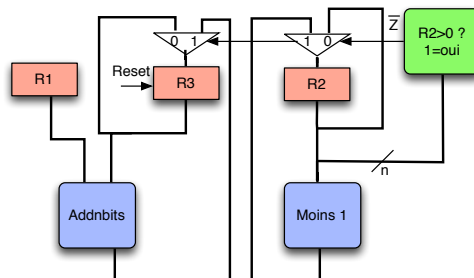 0 1
1 0
Z
R2>0 ?
1=oui
Reset
R1
R3
R2
n
Addnbits
Moins 1